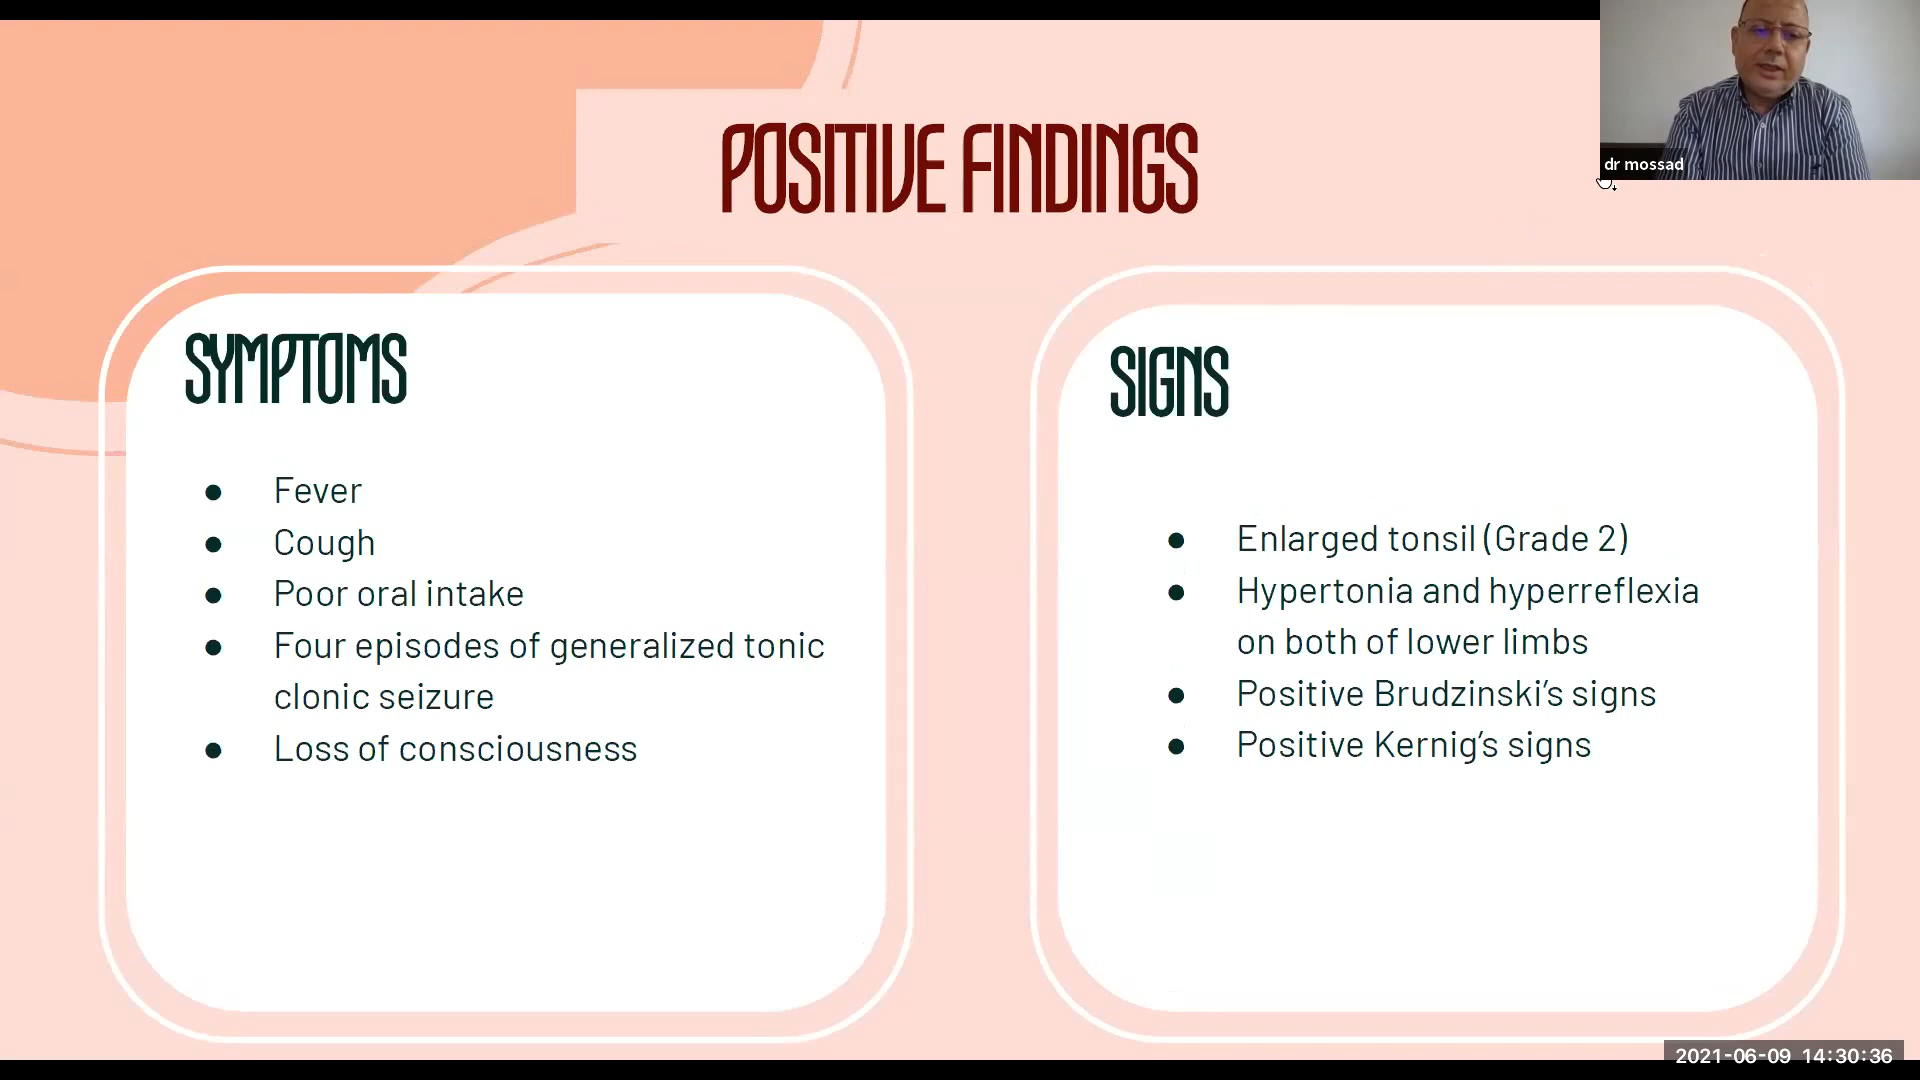 dr mossad
POSITIVE FINDINGS
SYMPTOMS
● Fever
● Cough
● Poor oral intake
● Four episodes of generalized tonic
clonic seizure
● Loss of consciousness
SIGNS
● Enlarged tonsil (Grade 2)
● Hypertonia and hyperreflexia
on both of lower limbs
● Positive Brudzinski’s signs
● Positive Kernig’s signs
2021-06-09 14:30:36